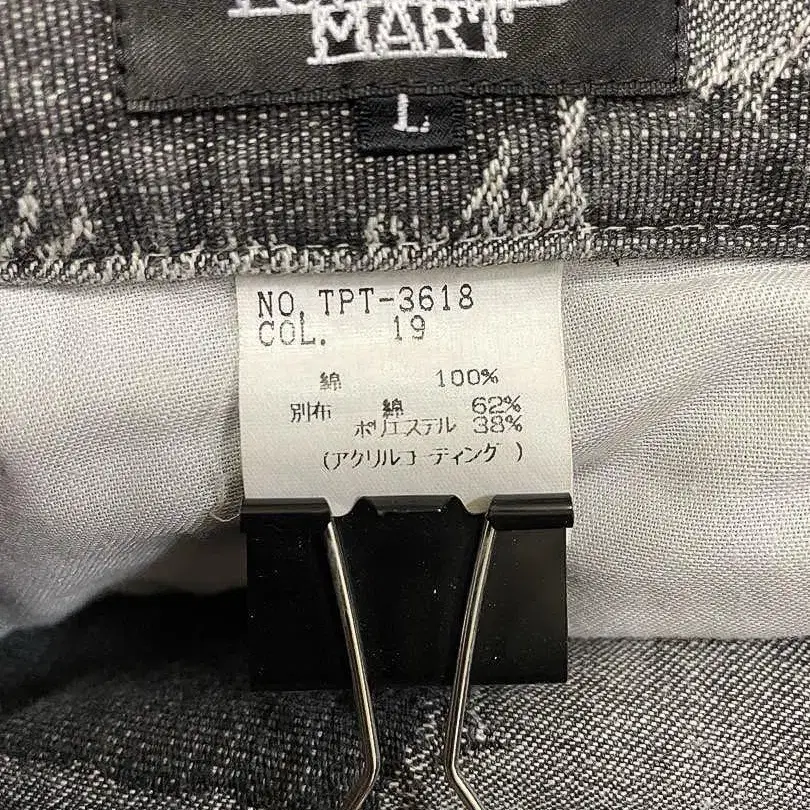 MART
L
NO. TPT-3618
COL. 19
綿 100%
別布 綿 62%
ポリエステル 38%
(アクリルコーティング )